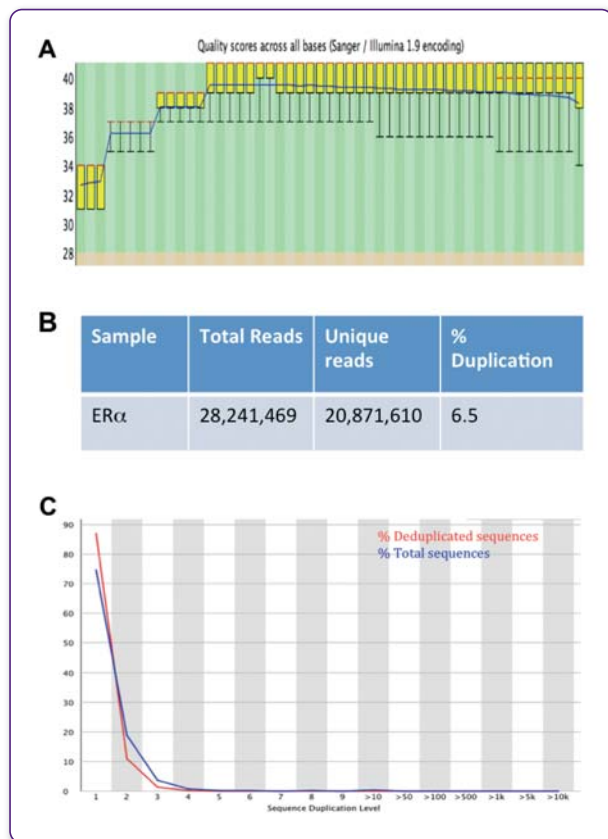 A
Quality scores across all bases (Sanger / Illumina 1.9 encoding)
40
38
36
34
32
30
28
B
Sample Total Reads Unique reads % Duplication
ERα 28,241,469 20,871,610 6.5
C
90
% Deduplicated sequences
% Total sequences
80
70
60
50
40
30
20
10
0
1 2 3 4 5 6 7 8 9 >10 >50 >100 >500 >1k >5k >10k
Sequence Duplication Level